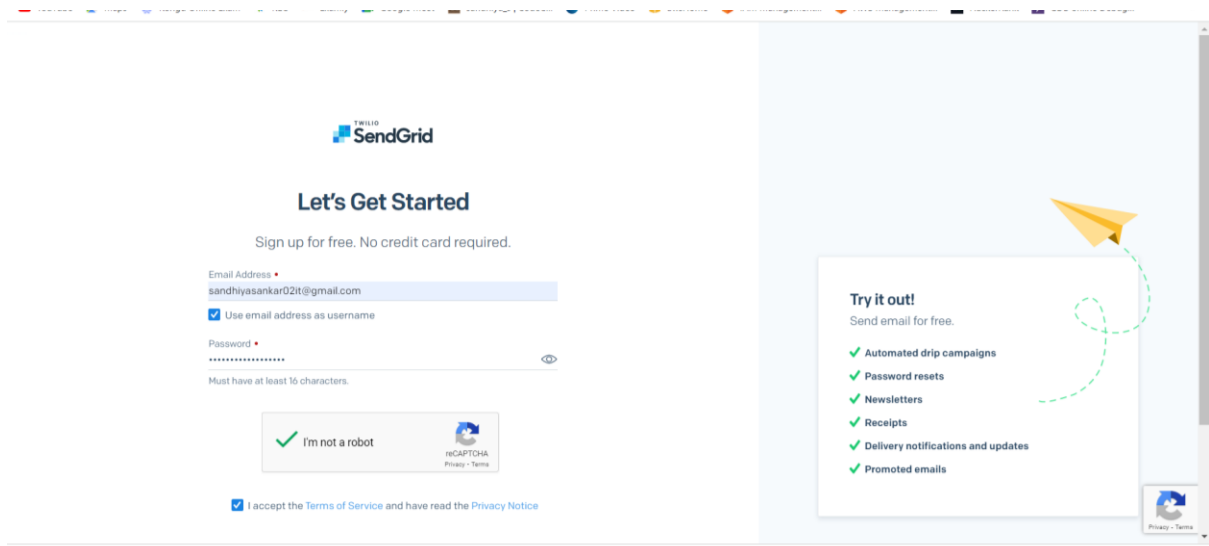 TWILIO
SendGrid
Let's Get Started
Sign up for free. No credit card required.
Email Address •
sandhiyasankar02it@gmail.com
Use email address as username
Password •
••••••••••••••••••
Must have at least 16 characters.
I'm not a robot
reCAPTCHA
Privacy - Terms
I accept the Terms of Service and have read the Privacy Notice
Try it out!
Send email for free.
Automated drip campaigns
Password resets
Newsletters
Receipts
Delivery notifications and updates
Promoted emails
Privacy - Terms